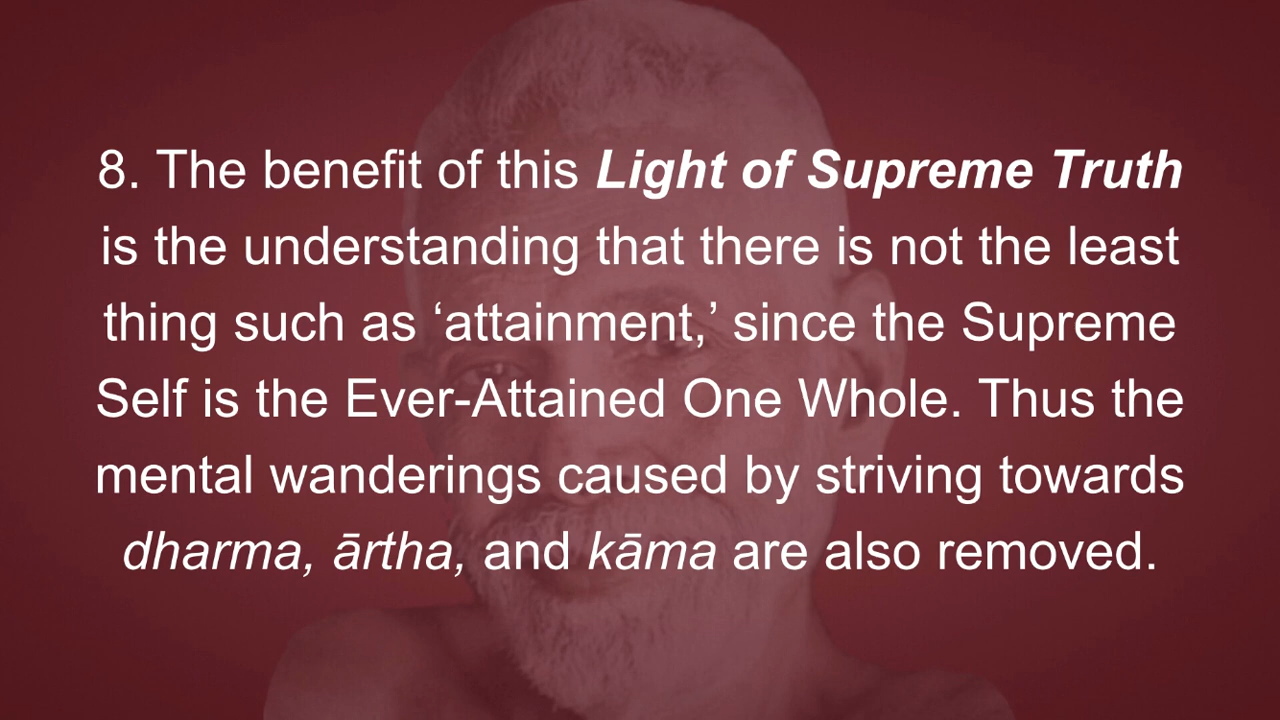 8. The benefit of this Light of Supreme Truth
is the understanding that there is not the least
thing such as ‘attainment,’ since the Supreme
Self is the Ever-Attained One Whole. Thus the
mental wanderings caused by striving towards
dharma, ārtha, and kāma are also removed.